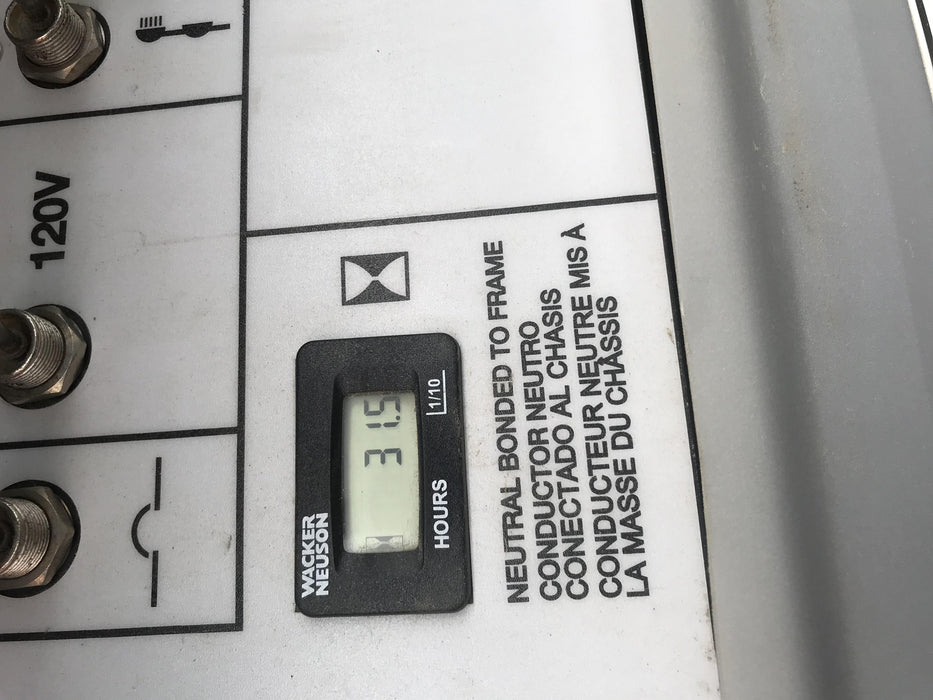 120V
WACKER
NEUSON
31.5
HOURS
1/10
NEUTRAL BONDED TO FRAME
CONDUCTOR NEUTRO
CONECTADO AL CHASIS
CONDUCTEUR NEUTRE MIS À
LA MASSE DU CHÂSSIS